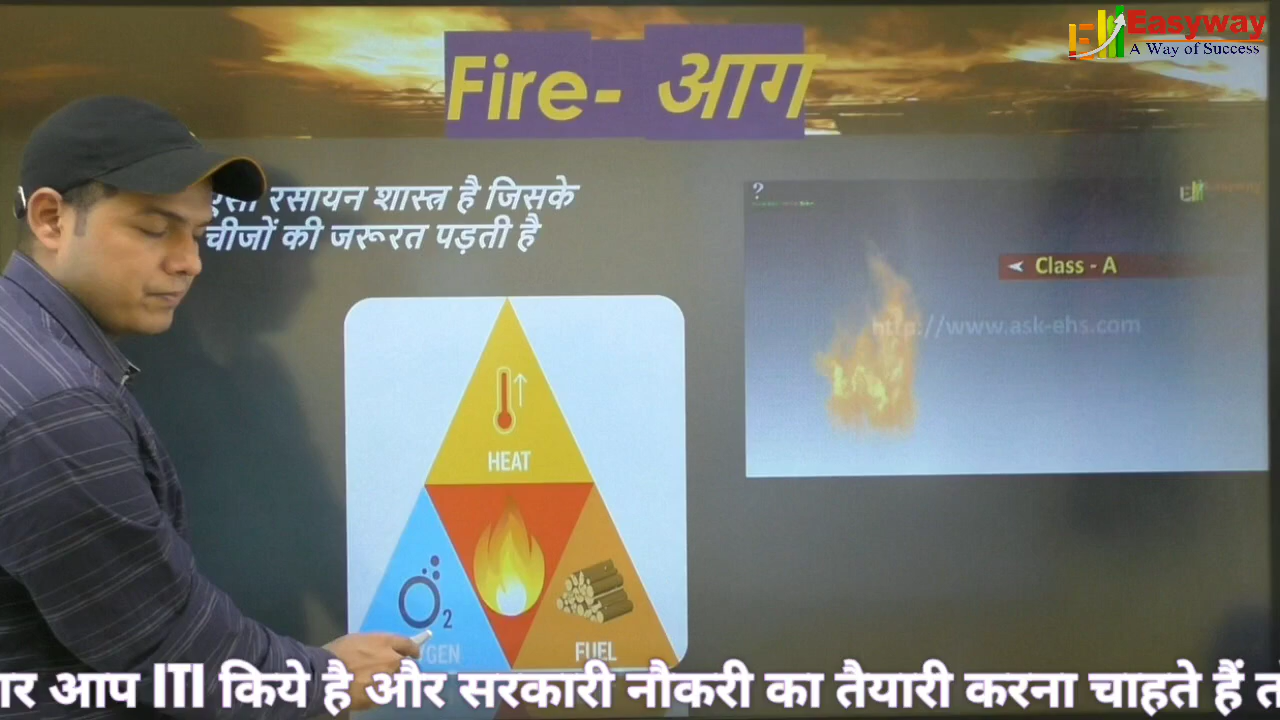 Easyway
A Way of Success
Fire- आग
रसायन शास्त्र है जिसके
चीजों की जरूरत पड़ती है
?
Class - A
http://www.ask-ehs.com
HEAT
O2
FUEL
आप ITI किये है और सरकारी नौकरी का तैयारी करना चाहते हैं